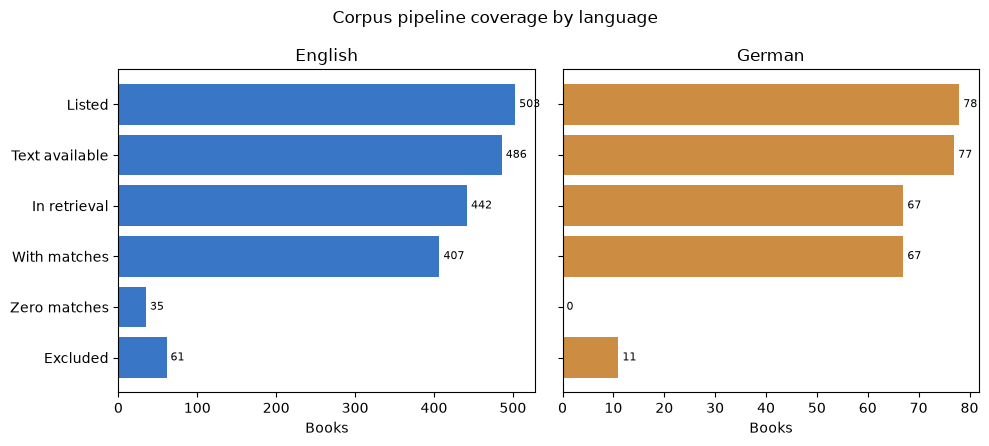 Corpus pipeline coverage by language
English
German
Listed
503
78
Text available
486
77
In retrieval
442
67
With matches
407
67
Zero matches
35
0
Excluded
61
11
0 100 200 300 400 500
0 10 20 30 40 50 60 70 80
Books
Books